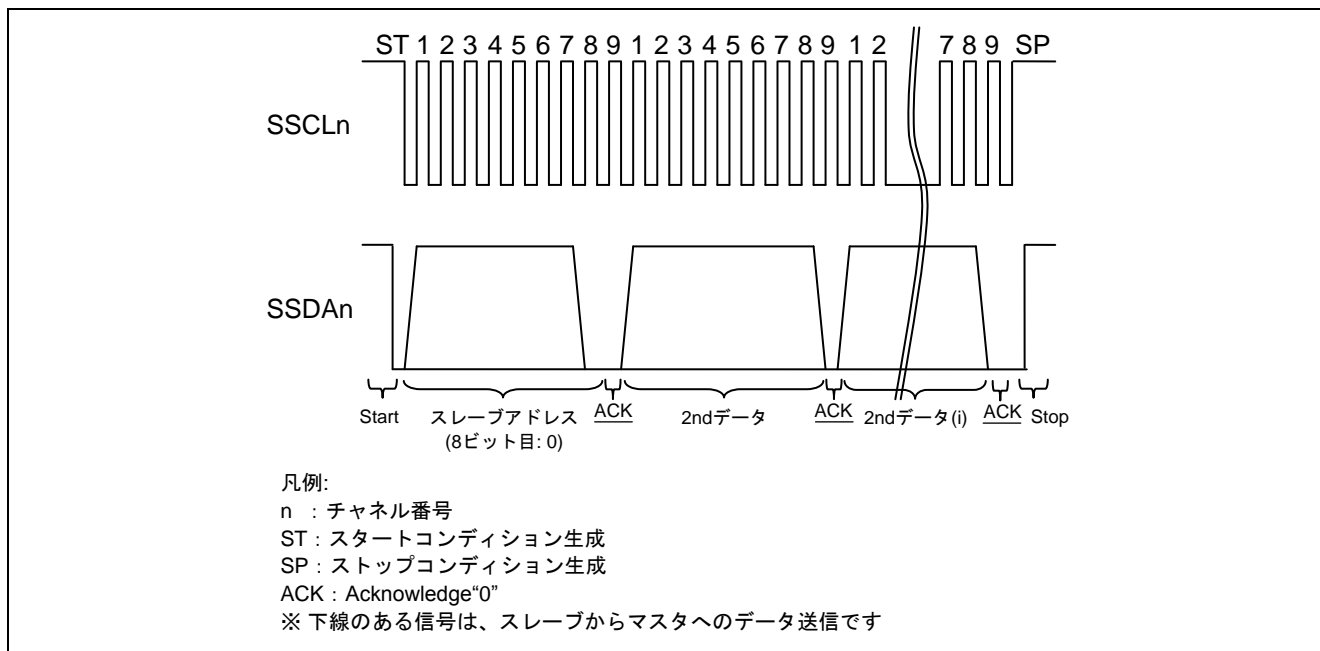 ST 1 2 3 4 5 6 7 8 9 1 2 3 4 5 6 7 8 9 1 2 7 8 9 SP
SSCLn
SSDAn
Start スレーブアドレス ACK 2ndデータ ACK 2ndデータ(i) ACK Stop
(8ビット目: 0)
凡例:
n ：チャネル番号
ST：スタートコンディション生成
SP：ストップコンディション生成
ACK：Acknowledge“0”
※ 下線のある信号は、スレーブからマスタへのデータ送信です